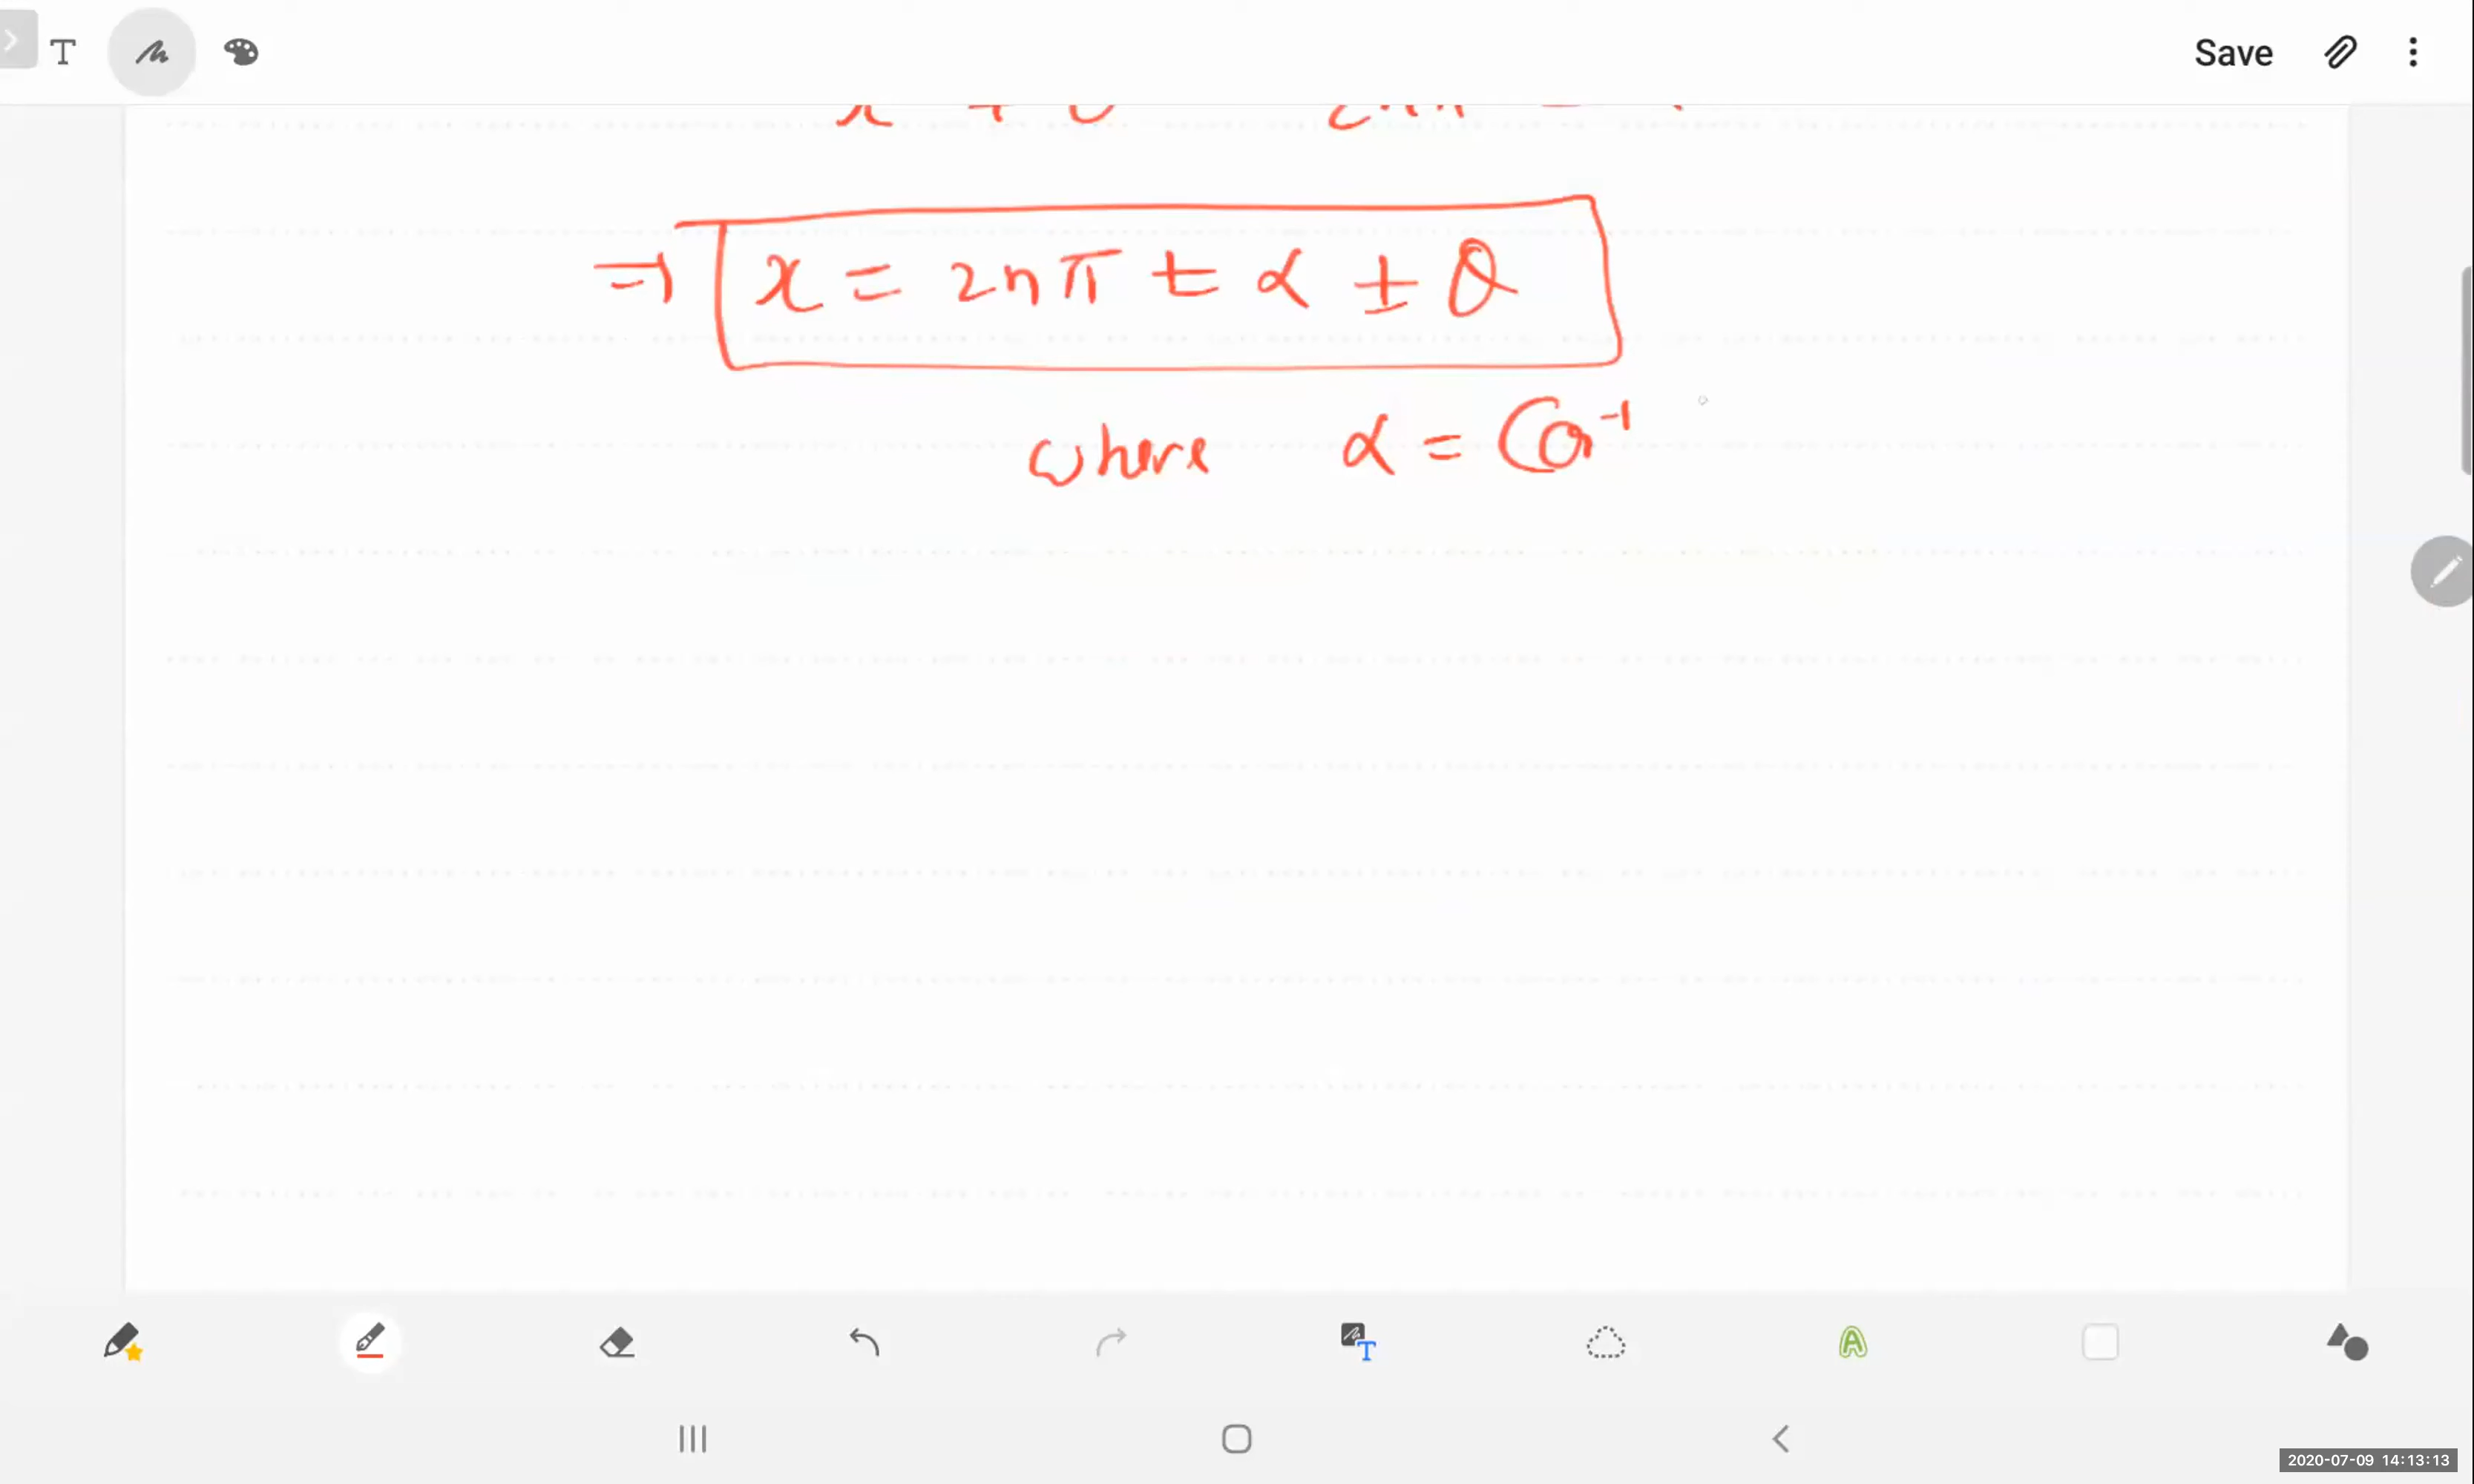 T
Save
⇒ x = 2nπ ± α ± θ
where α = Cos⁻¹
T
A
2020-07-09 14:13:13